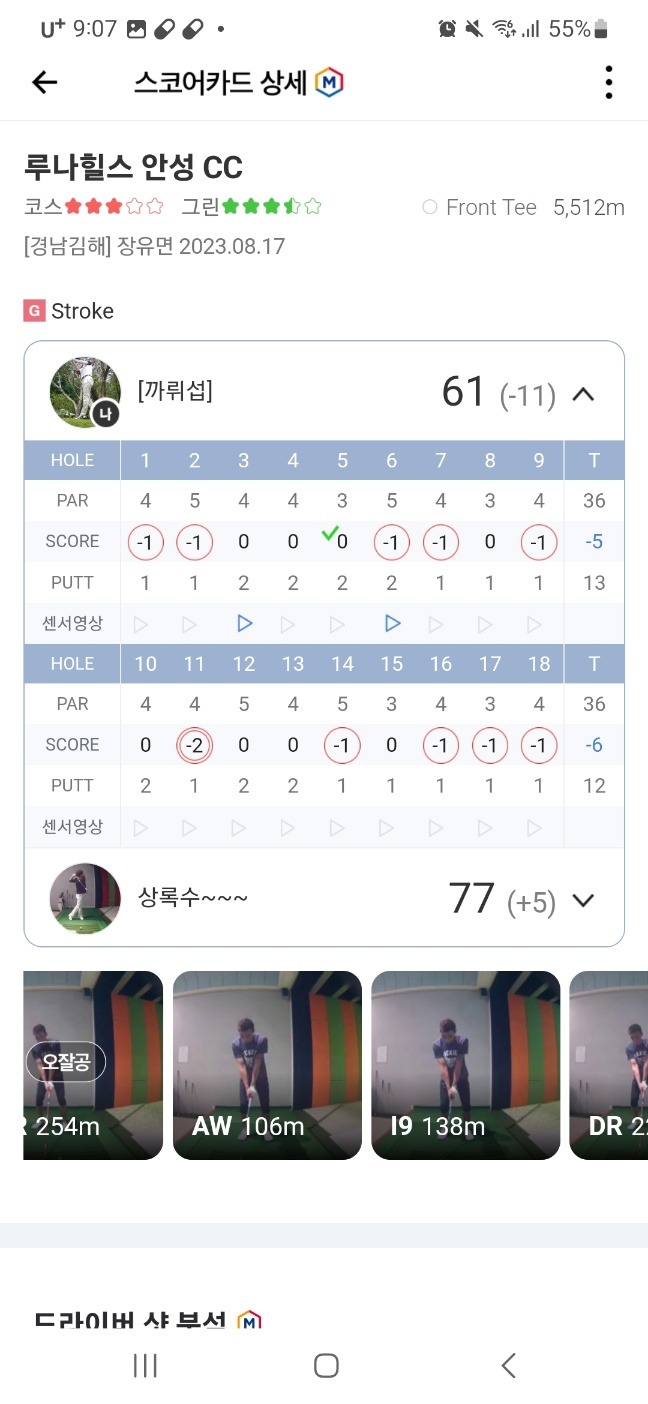 U+ 9:07 55%
스코어카드 상세 M
루나힐스 안성 CC
코스 그린 Front Tee 5,512m
[경남김해] 장유면 2023.08.17
G Stroke
나 [까뤼섭] 61 (-11)
HOLE 1 2 3 4 5 6 7 8 9 T
PAR 4 5 4 4 3 5 4 3 4 36
SCORE -1 -1 0 0 0 -1 -1 0 -1 -5
PUTT 1 1 2 2 2 2 1 1 1 13
센서영상
HOLE 10 11 12 13 14 15 16 17 18 T
PAR 4 4 5 4 5 3 4 3 4 36
SCORE 0 -2 0 0 -1 0 -1 -1 -1 -6
PUTT 2 1 2 2 1 1 1 1 1 12
센서영상
상록수~~~ 77 (+5)
오잘공
254m AW 106m I9 138m DR
드라이버 샷 분석 M